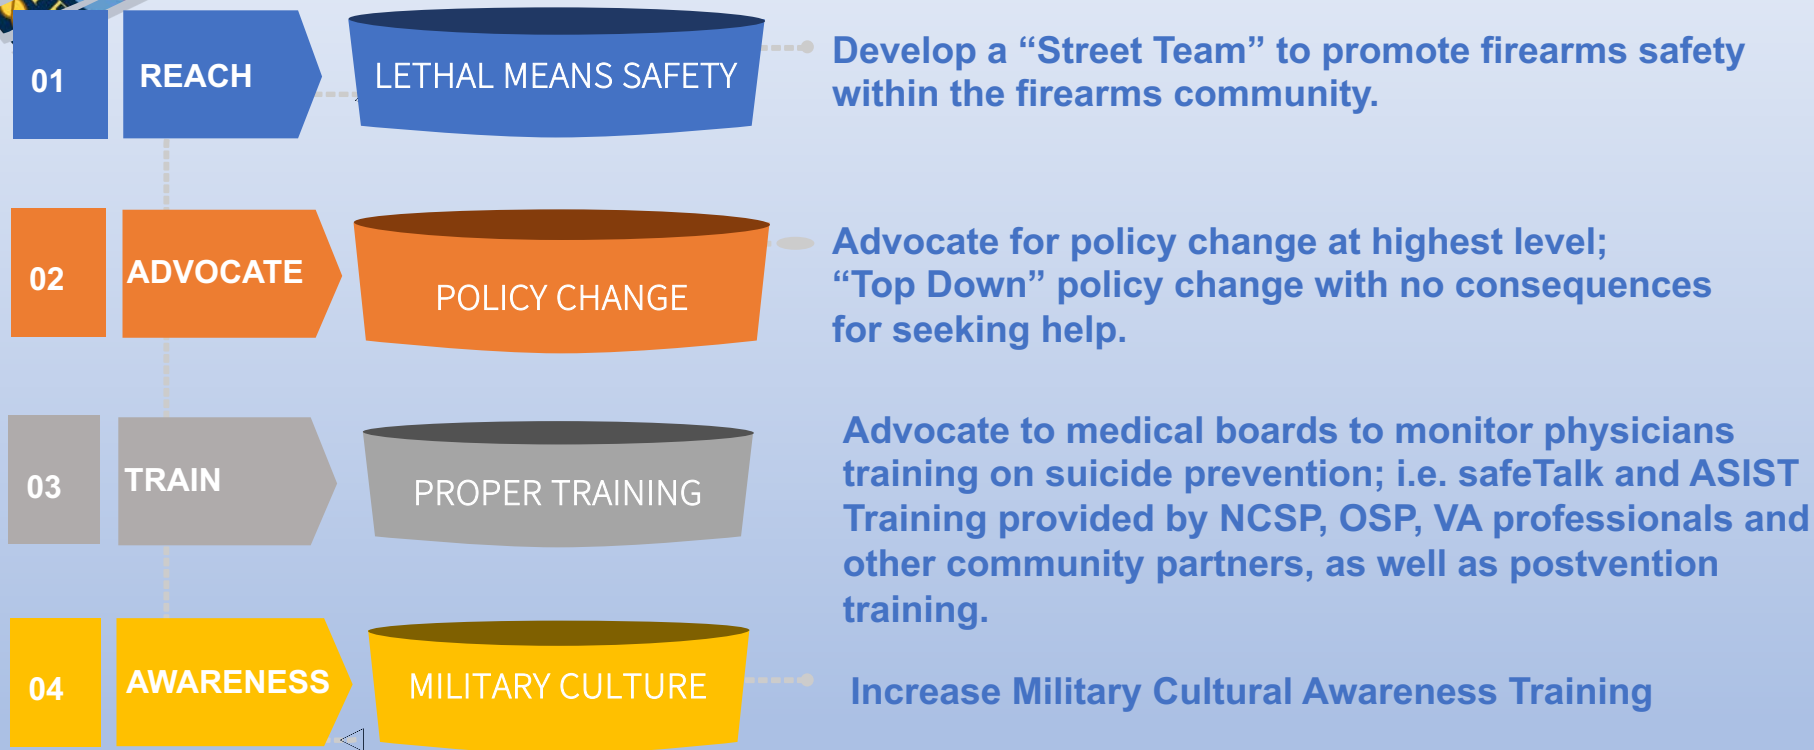 01
REACH
LETHAL MEANS SAFETY
Develop a “Street Team” to promote firearms safety
within the firearms community.
02
ADVOCATE
POLICY CHANGE
Advocate for policy change at highest level;
“Top Down” policy change with no consequences
for seeking help.
03
TRAIN
PROPER TRAINING
Advocate to medical boards to monitor physicians
training on suicide prevention; i.e. safeTalk and ASIST
Training provided by NCSP, OSP, VA professionals and
other community partners, as well as postvention
training.
04
AWARENESS
MILITARY CULTURE
Increase Military Cultural Awareness Training